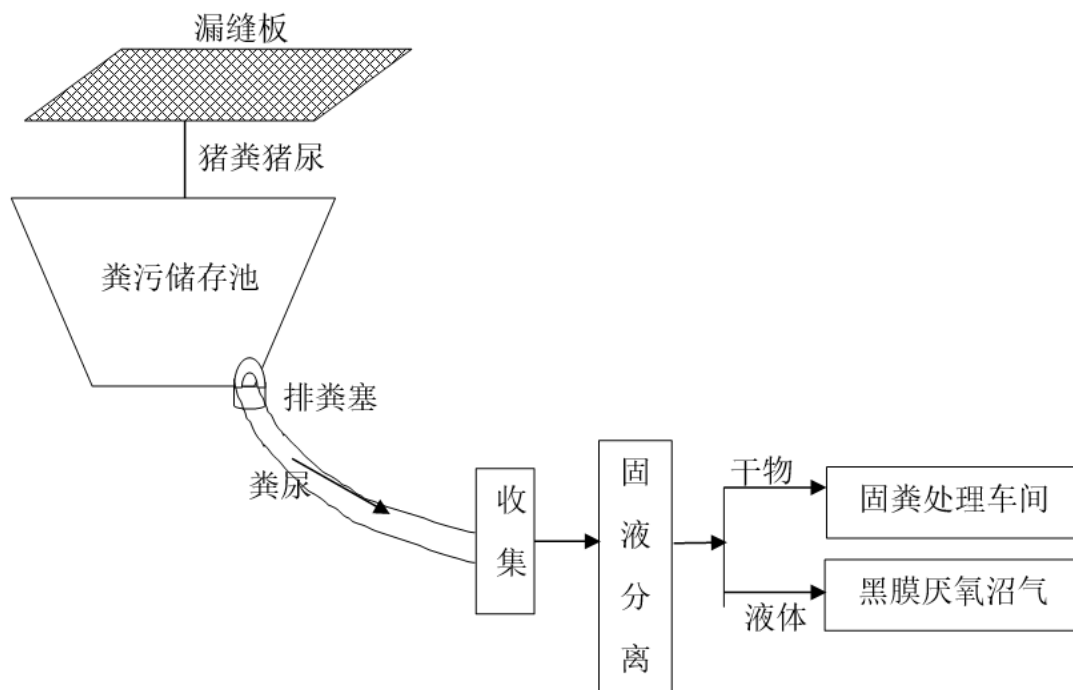 漏缝板
猪粪猪尿
粪污储存池
排粪塞
粪尿
收集
固液分离
干物
固粪处理车间
液体
黑膜厌氧沼气